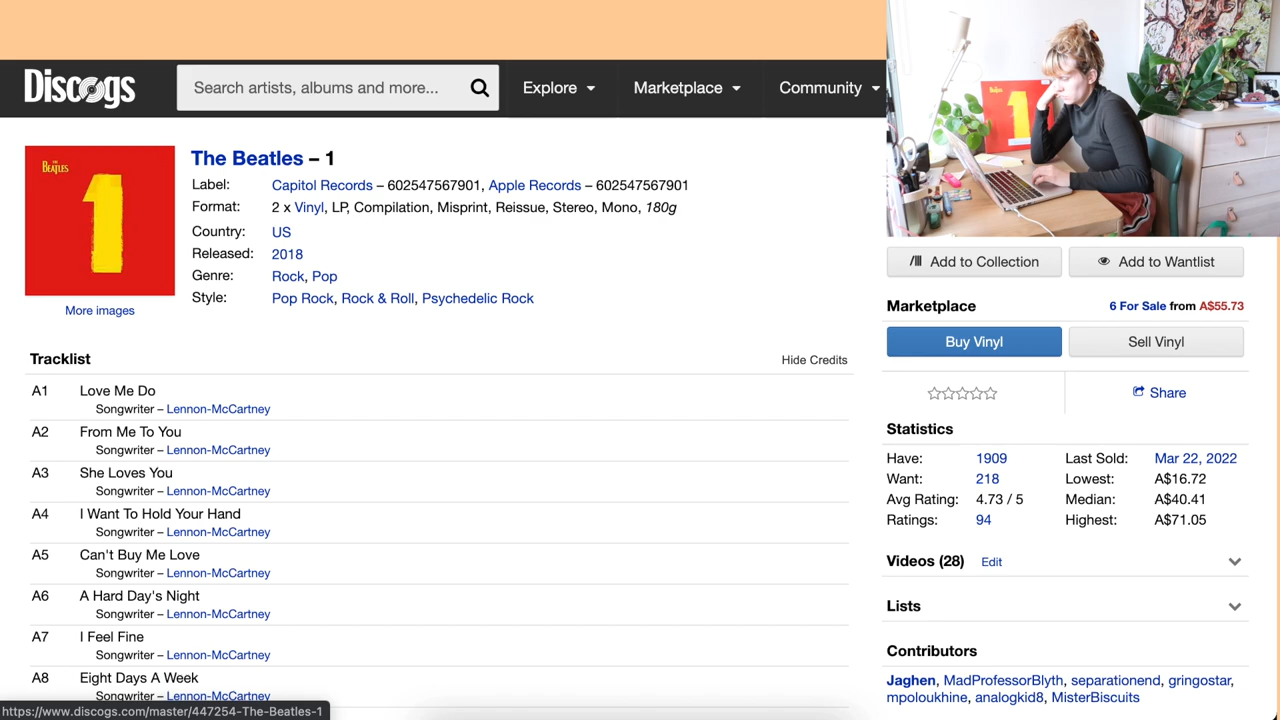 Discogs
Search artists, albums and more...
Explore
Marketplace
Community
THE BEATLES
1
More images
The Beatles – 1
Label: Capitol Records – 602547567901, Apple Records – 602547567901
Format: 2 x Vinyl, LP, Compilation, Misprint, Reissue, Stereo, Mono, 180g
Country: US
Released: 2018
Genre: Rock, Pop
Style: Pop Rock, Rock & Roll, Psychedelic Rock
Tracklist
Hide Credits
A1 Love Me Do
Songwriter – Lennon-McCartney
A2 From Me To You
Songwriter – Lennon-McCartney
A3 She Loves You
Songwriter – Lennon-McCartney
A4 I Want To Hold Your Hand
Songwriter – Lennon-McCartney
A5 Can't Buy Me Love
Songwriter – Lennon-McCartney
A6 A Hard Day's Night
Songwriter – Lennon-McCartney
A7 I Feel Fine
Songwriter – Lennon-McCartney
A8 Eight Days A Week
Songwriter – Lennon-McCartney
https://www.discogs.com/master/447254-The-Beatles-1
1
Add to Collection
Add to Wantlist
Marketplace
6 For Sale from A$55.73
Buy Vinyl
Sell Vinyl
Share
Statistics
Have: 1909 Last Sold: Mar 22, 2022
Want: 218 Lowest: A$16.72
Avg Rating: 4.73 / 5 Median: A$40.41
Ratings: 94 Highest: A$71.05
Videos (28) Edit
Lists
Contributors
Jaghen, MadProfessorBlyth, separationend, gringostar,
mpoloukhine, analogkid8, MisterBiscuits